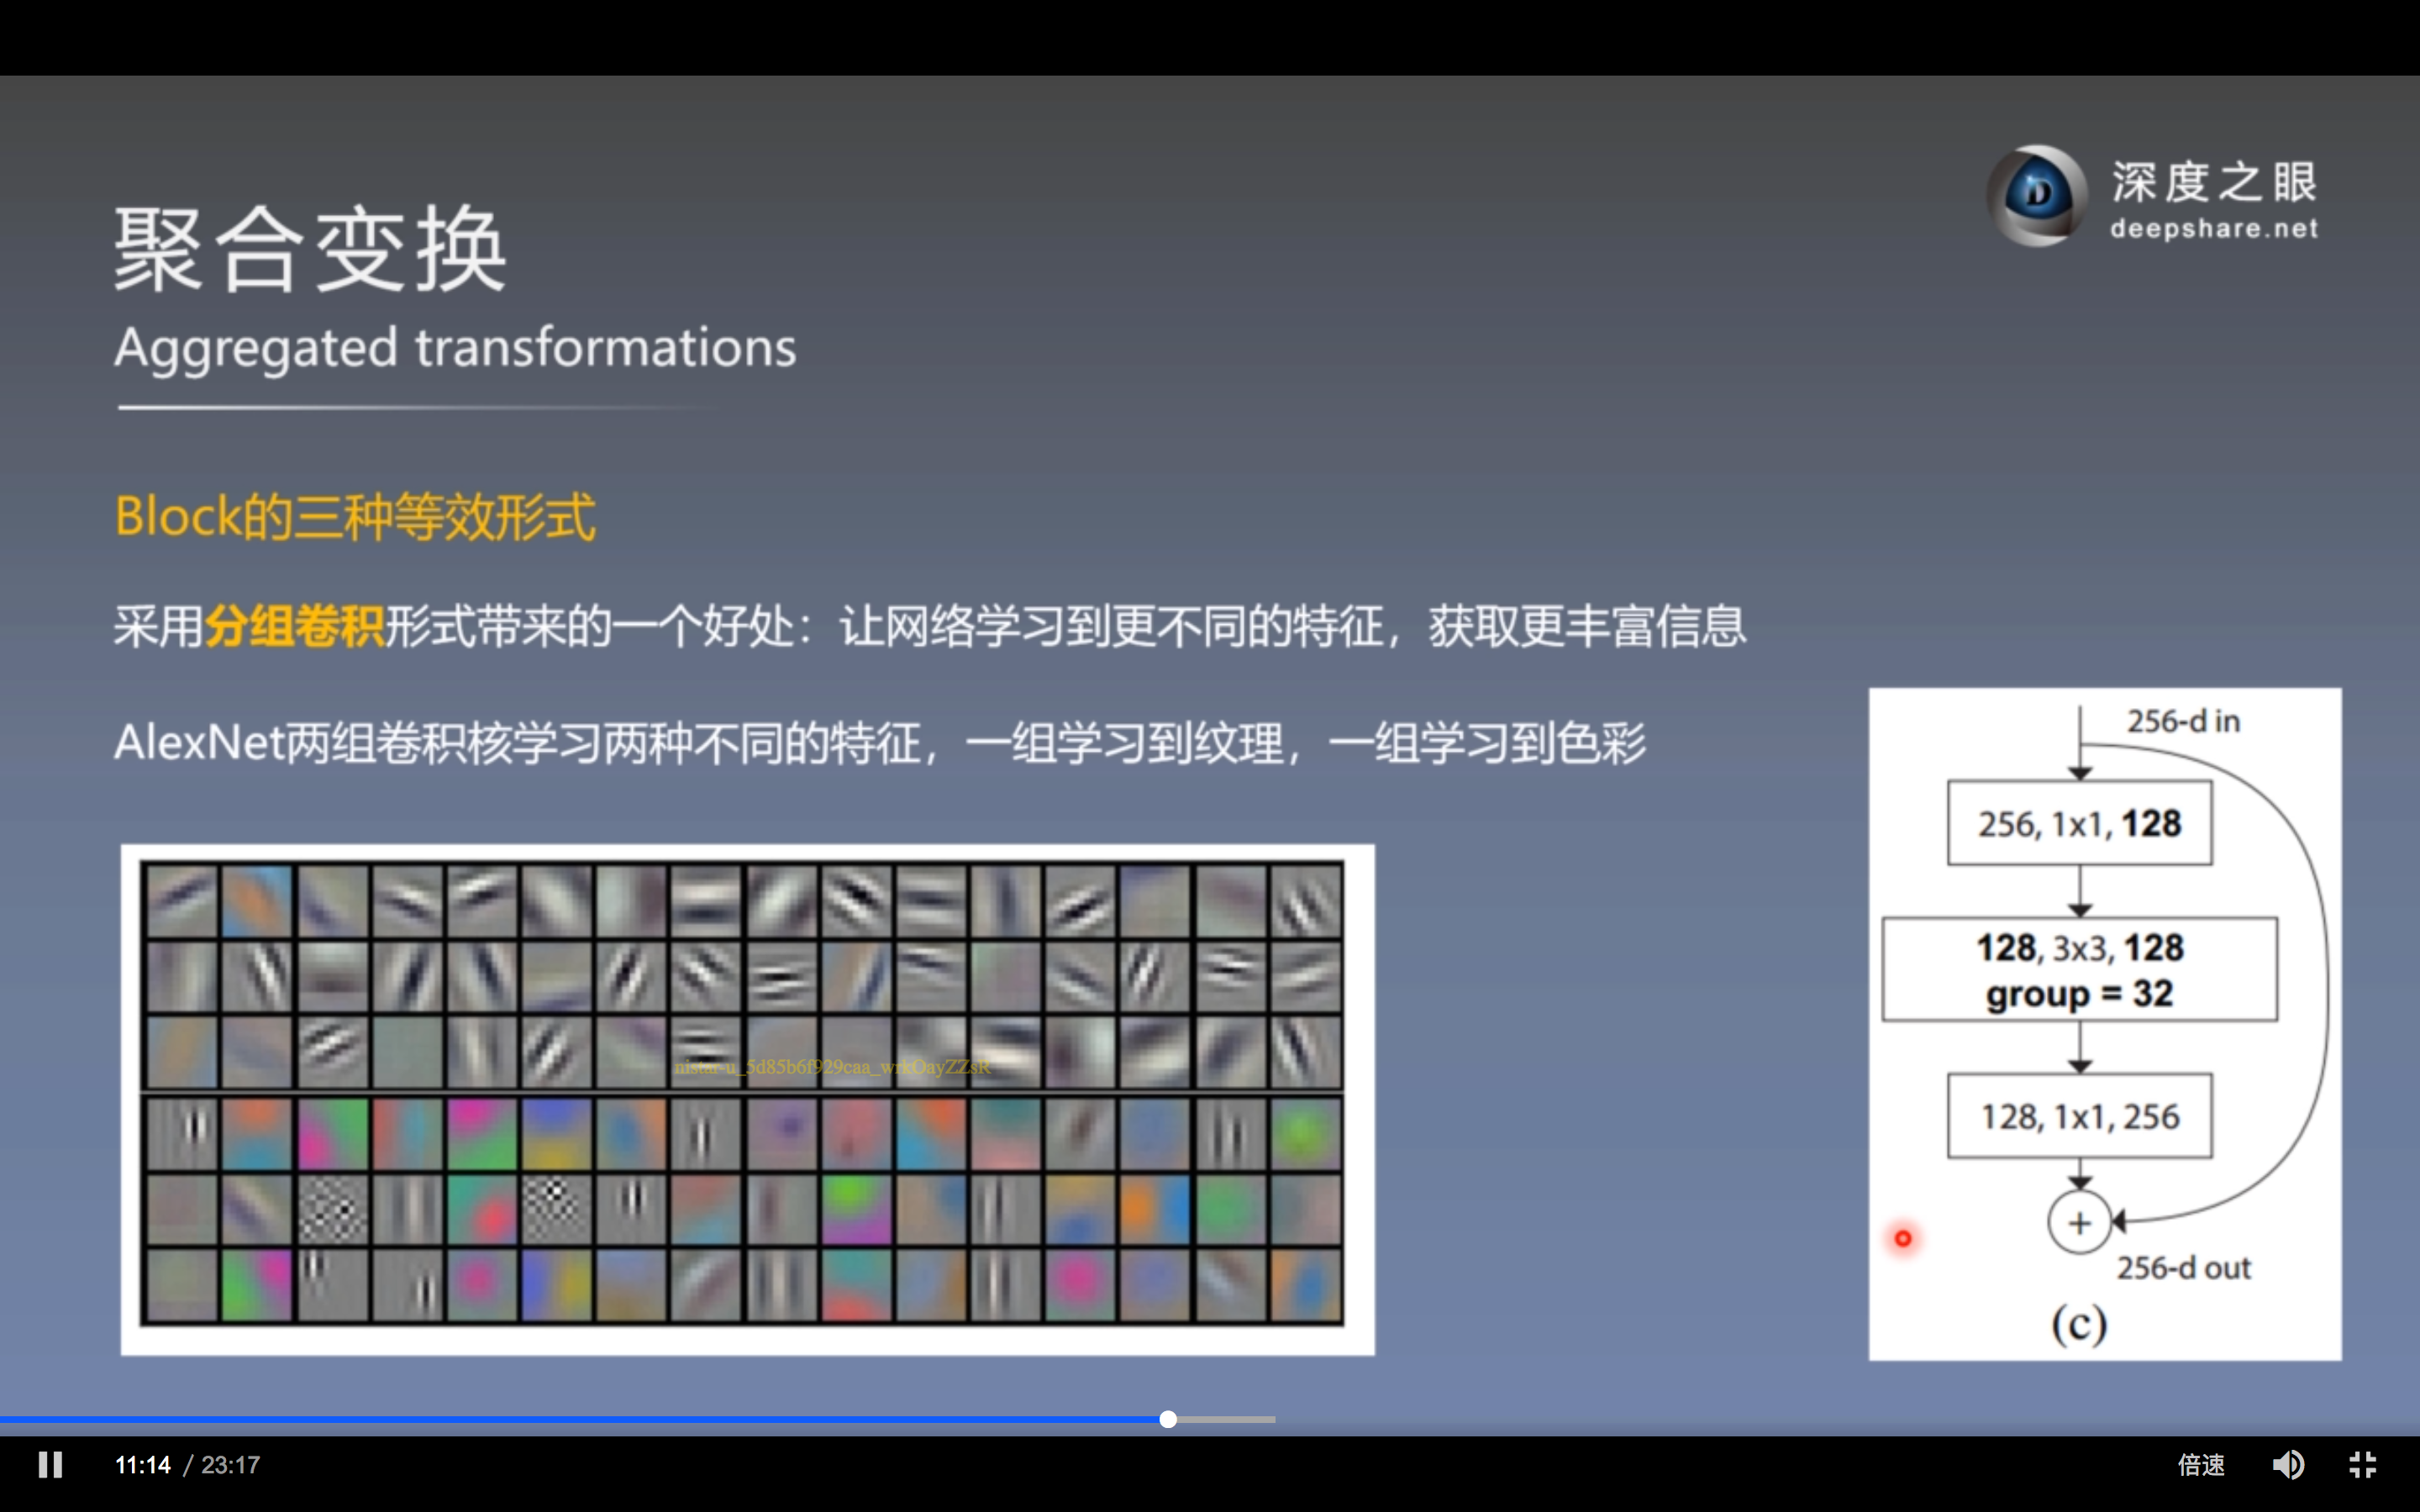 深度之眼
deepshare.net
聚合变换
Aggregated transformations
Block的三种等效形式
采用分组卷积形式带来的一个好处：让网络学习到更不同的特征，获取更丰富信息
AlexNet两组卷积核学习两种不同的特征，一组学习到纹理，一组学习到色彩
256-d in
256, 1x1, 128
128, 3x3, 128
group = 32
128, 1x1, 256
+
256-d out
(c)
nistar-u_5d85b6f929caa_wrkOayZZsR
11:14 / 23:17
倍速